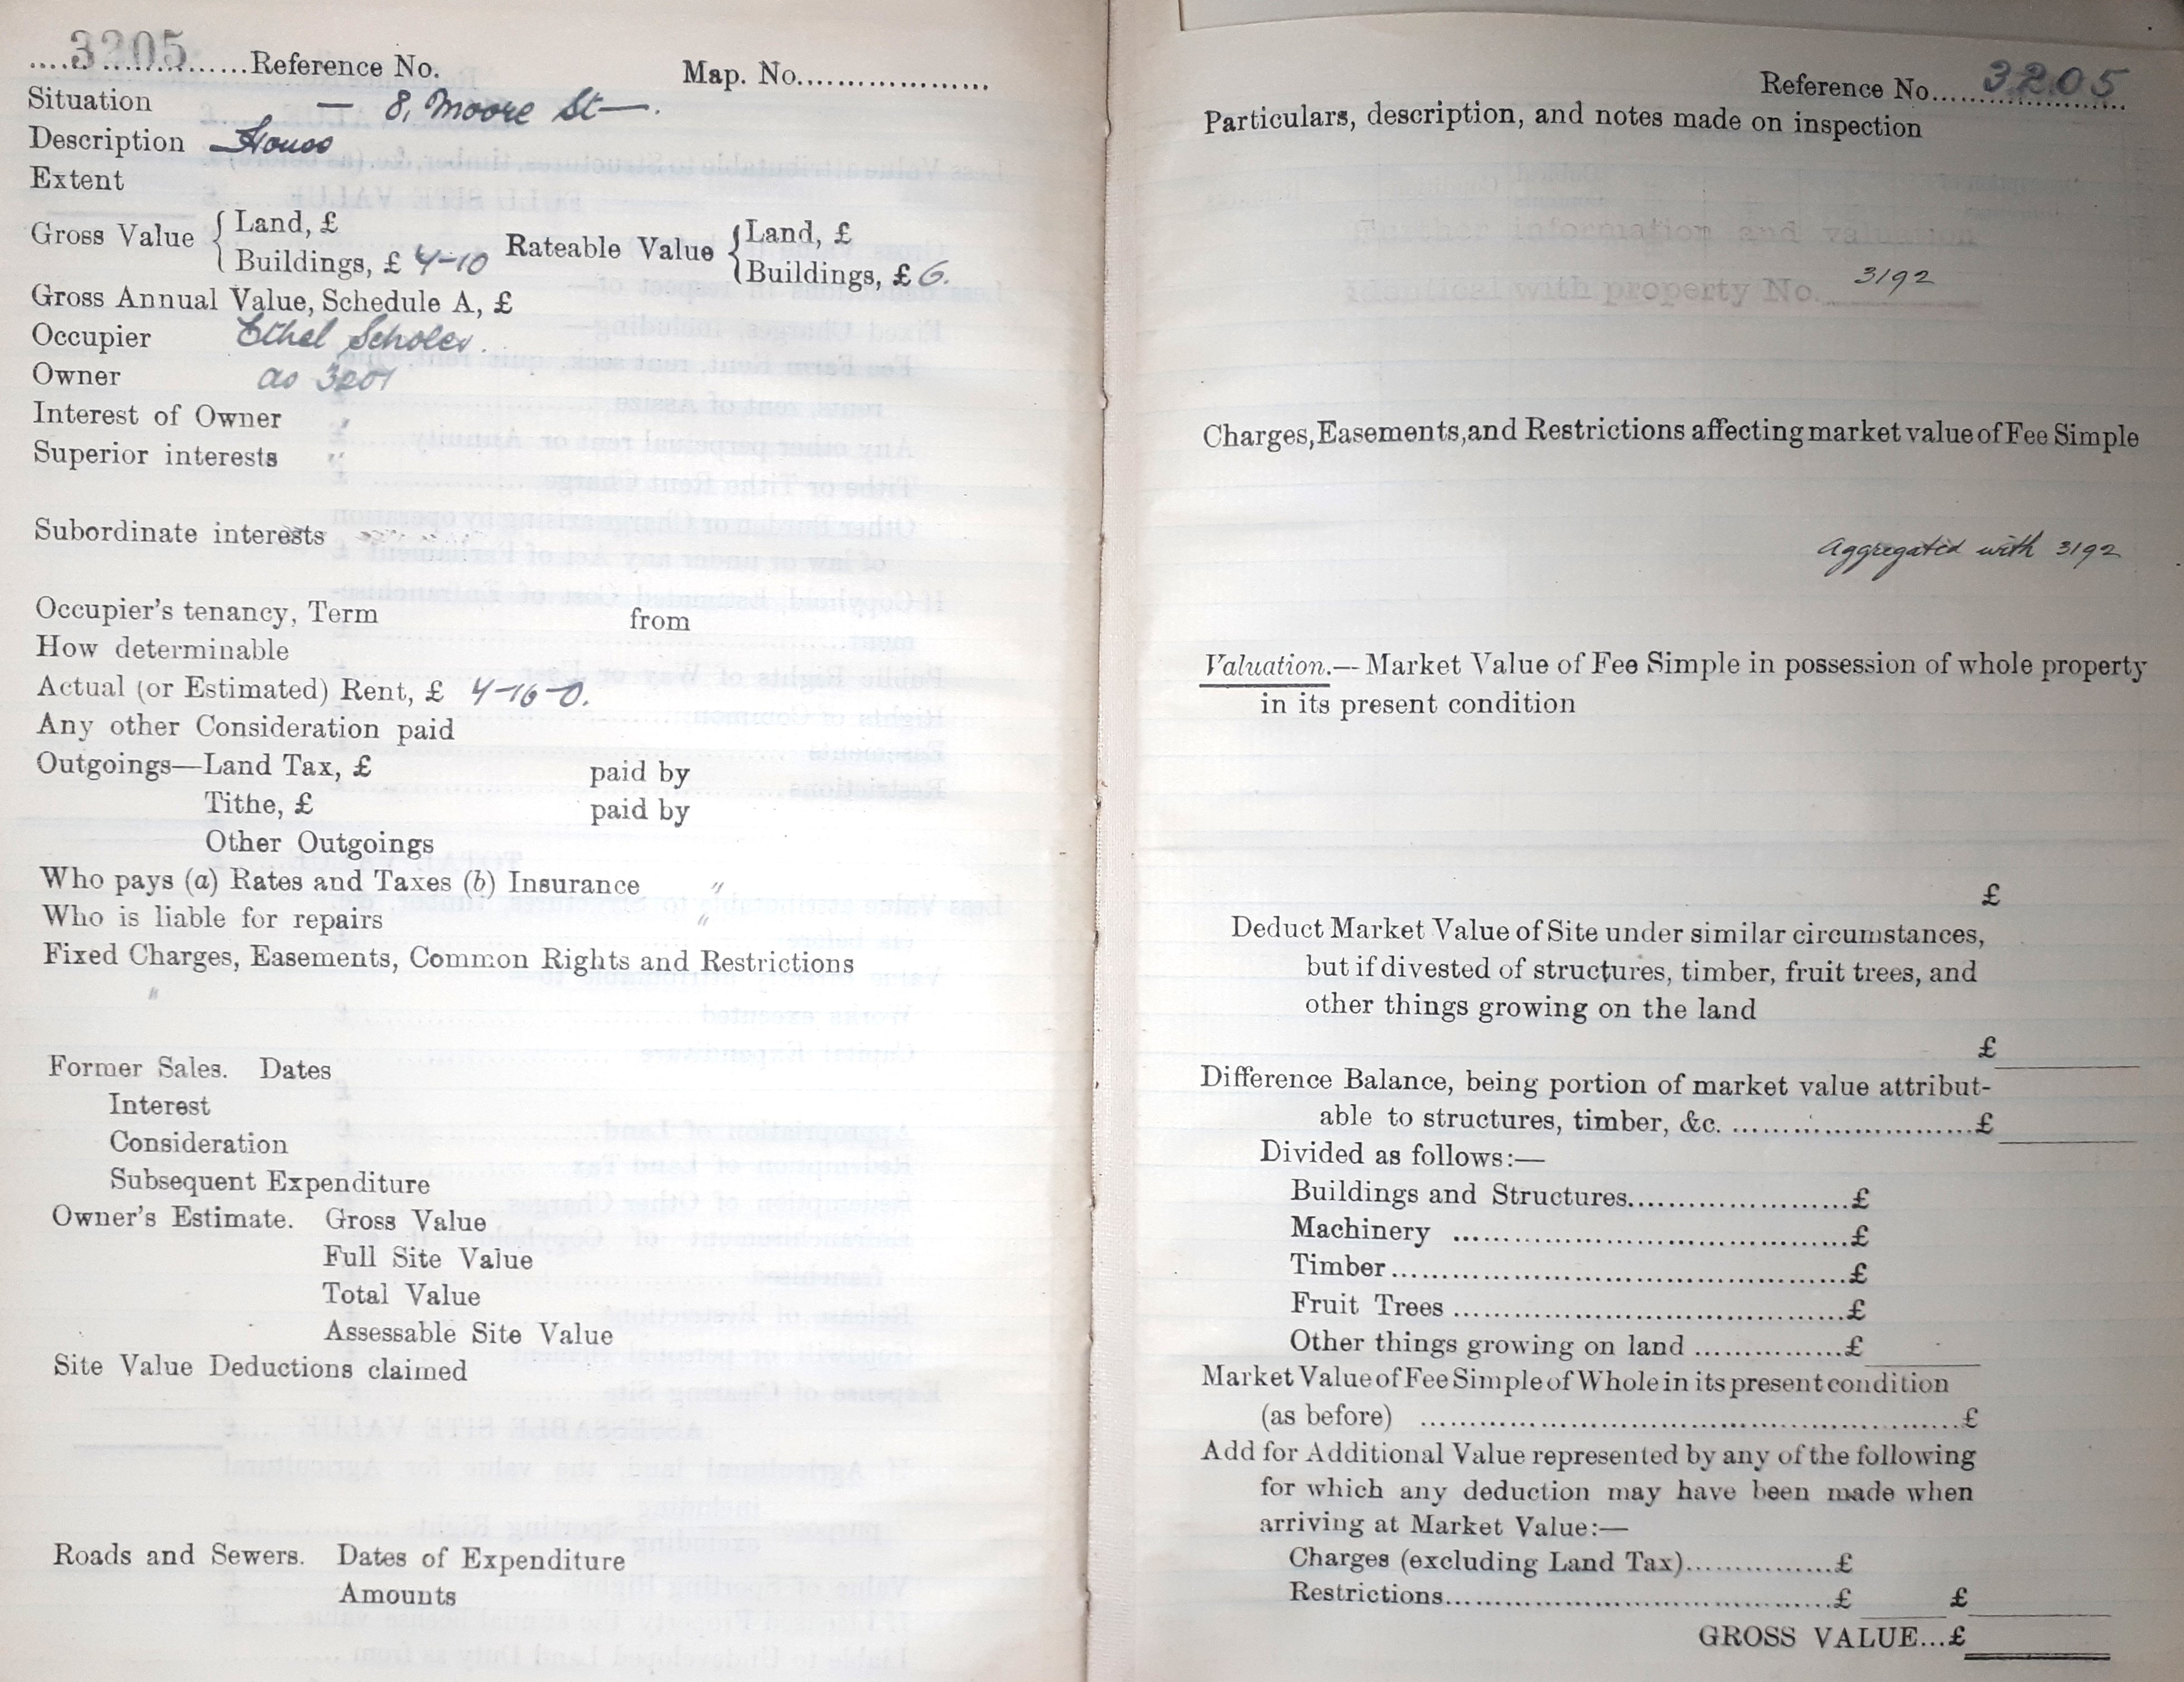 3205 ....................Reference No. Map. No....................
Situation — 8, Moore St—.
Description House
Extent
Gross Value { Land, £ Rateable Value { Land, £
Buildings, £ 4-10 Buildings, £ 6.
Gross Annual Value, Schedule A, £
Occupier Ethel Scholes.
Owner as 3201
Interest of Owner "
Superior interests "
Subordinate interests
Occupier's tenancy, Term from
How determinable
Actual (or Estimated) Rent, £ 4-16-0.
Any other Consideration paid
Outgoings—Land Tax, £ paid by
Tithe, £ paid by
Other Outgoings
Who pays (a) Rates and Taxes (b) Insurance "
Who is liable for repairs "
Fixed Charges, Easements, Common Rights and Restrictions
"
Former Sales. Dates
Interest
Consideration
Subsequent Expenditure
Owner's Estimate. Gross Value
Full Site Value
Total Value
Assessable Site Value
Site Value Deductions claimed
Roads and Sewers. Dates of Expenditure
Amounts
Reference No. 3205
Particulars, description, and notes made on inspection
Further information and valuation
identical with property No. 3192
Charges, Easements, and Restrictions affecting market value of Fee Simple
Aggregated with 3192
Valuation.—Market Value of Fee Simple in possession of whole property
in its present condition
£
Deduct Market Value of Site under similar circumstances,
but if divested of structures, timber, fruit trees, and
other things growing on the land
£
Difference Balance, being portion of market value attribut-
able to structures, timber, &c. ..............................£
Divided as follows:—
Buildings and Structures..........................£
Machinery ..............................................£
Timber....................................................£
Fruit Trees ..............................................£
Other things growing on land ..................£
Market Value of Fee Simple of Whole in its present condition
(as before) ............................................................£
Add for Additional Value represented by any of the following
for which any deduction may have been made when
arriving at Market Value:—
Charges (excluding Land Tax)..................£
Restrictions..............................................£ £
GROSS VALUE...£